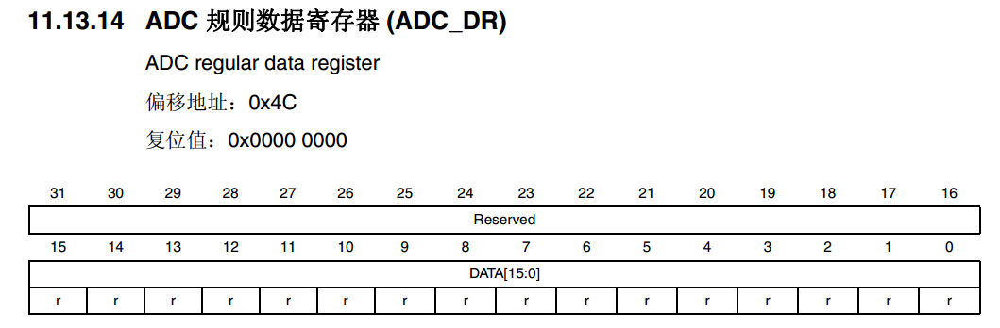 11.13.14 ADC 规则数据寄存器 (ADC_DR)
ADC regular data register
偏移地址：0x4C
复位值：0x0000 0000
31 30 29 28 27 26 25 24 23 22 21 20 19 18 17 16
Reserved
15 14 13 12 11 10 9 8 7 6 5 4 3 2 1 0
DATA[15:0]
r r r r r r r r r r r r r r r r